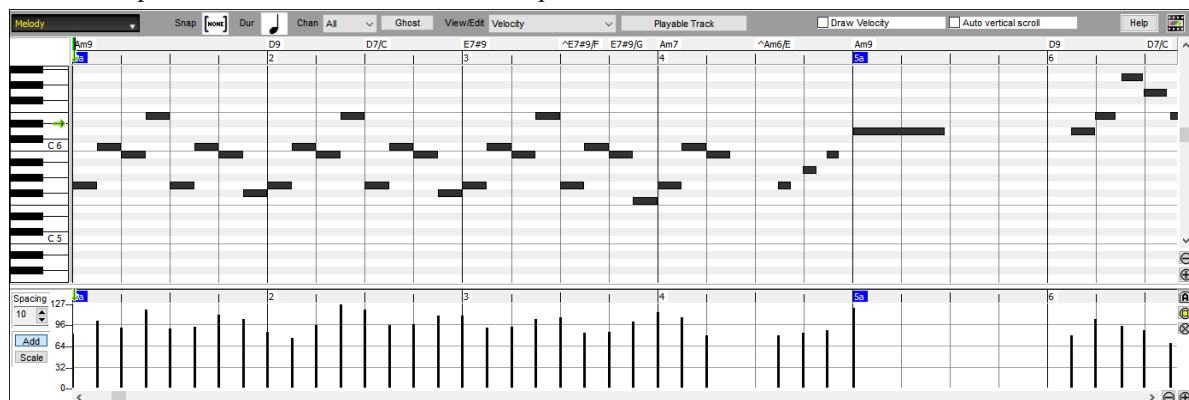 Melody Snap [NONE] Dur Chan All Ghost View/Edit Velocity Playable Track Draw Velocity Auto vertical scroll Help
Am9 D9 D7/C E7#9 ^E7#9/F E7#9/G Am7 ^Am6/E Am9 D9 D7/C
2 3 4 5a 6
C 6
C 5
Spacing
10
Add
Scale
127
96
64
32
0
2 3 4 5a 6
A